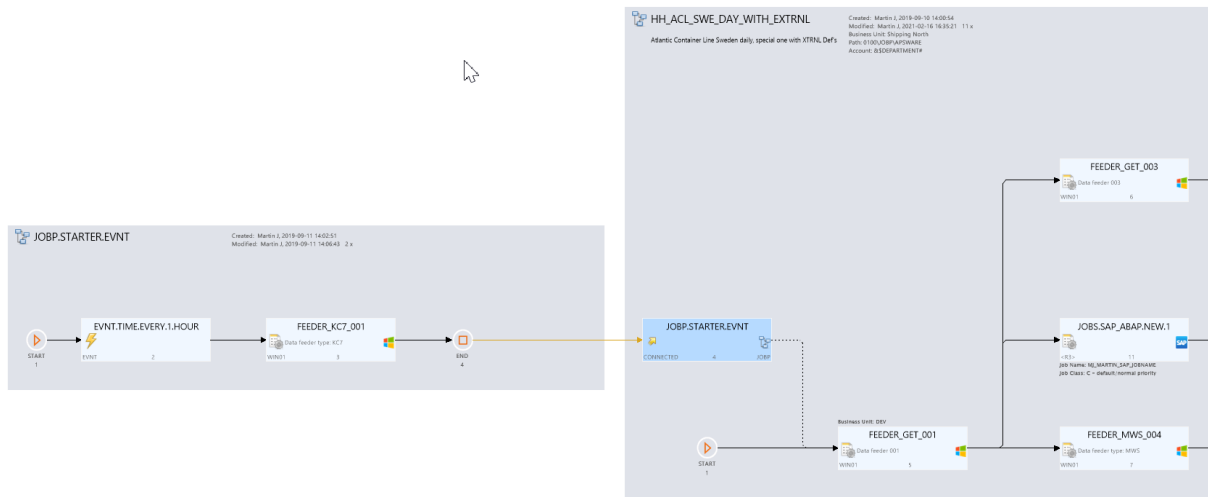 HH_ACL_SWE_DAY_WITH_EXTRNL
Atlantic Container Line Sweden daily, special one with XTRNL Def's
Created: Martin J, 2019-09-10 14:00:54
Modified: Martin J, 2021-02-16 16:35:21 11 x
Business Unit: Shipping North
Path: 0100\JOBP\APSWARE
Account: &$DEPARTMENT#
FEEDER_GET_003
Data feeder 003
WIN01 6
JOBP.STARTER.EVNT
Created: Martin J, 2019-09-11 14:02:51
Modified: Martin J, 2019-09-11 14:06:43 2 x
EVNT.TIME.EVERY.1.HOUR
EVNT 2
FEEDER_KC7_001
Data feeder type: KC7
WIN01 3
START
1
END
4
JOBP.STARTER.EVNT
CONNECTED 4 JOBP
JOBS.SAP_ABAP.NEW.1
SAP
<R3> 11
Job Name: MJ_MARTIN_SAP_JOBNAME
Job Class: C = default/normal priority
Business Unit: DEV
FEEDER_GET_001
Data feeder 001
WIN01 5
START
1
FEEDER_MWS_004
Data feeder type: MWS
WIN01 7